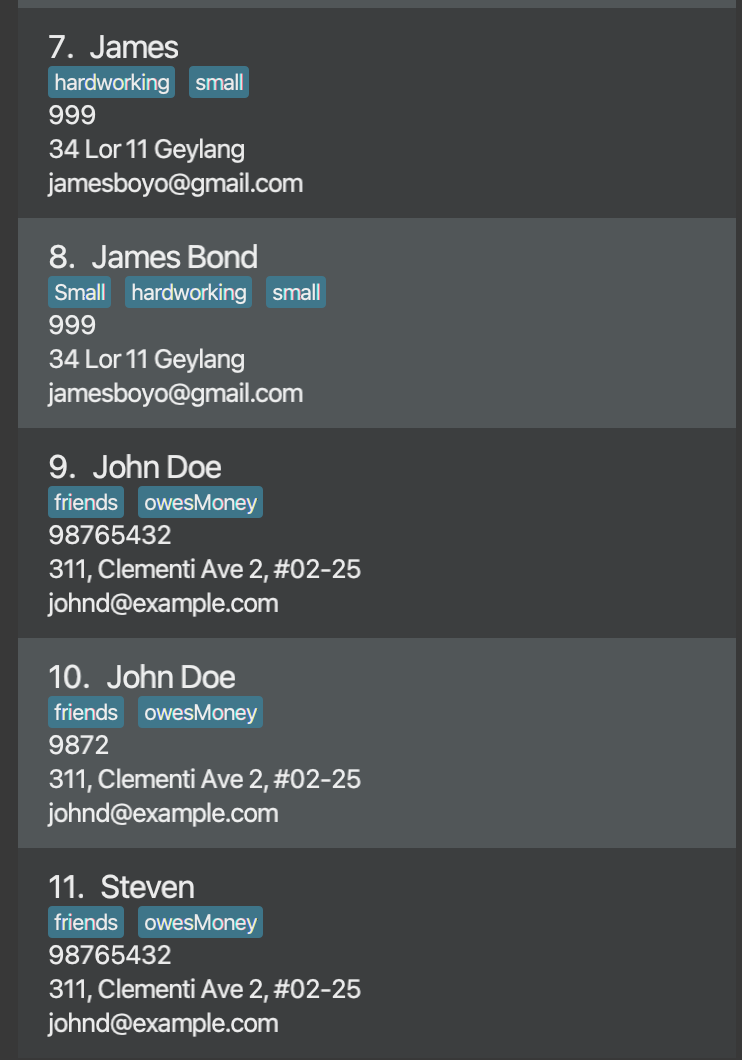 7. James
hardworking small
999
34 Lor 11 Geylang
jamesboyo@gmail.com
8. James Bond
Small hardworking small
999
34 Lor 11 Geylang
jamesboyo@gmail.com
9. John Doe
friends owesMoney
98765432
311, Clementi Ave 2, #02-25
johnd@example.com
10. John Doe
friends owesMoney
9872
311, Clementi Ave 2, #02-25
johnd@example.com
11. Steven
friends owesMoney
98765432
311, Clementi Ave 2, #02-25
johnd@example.com